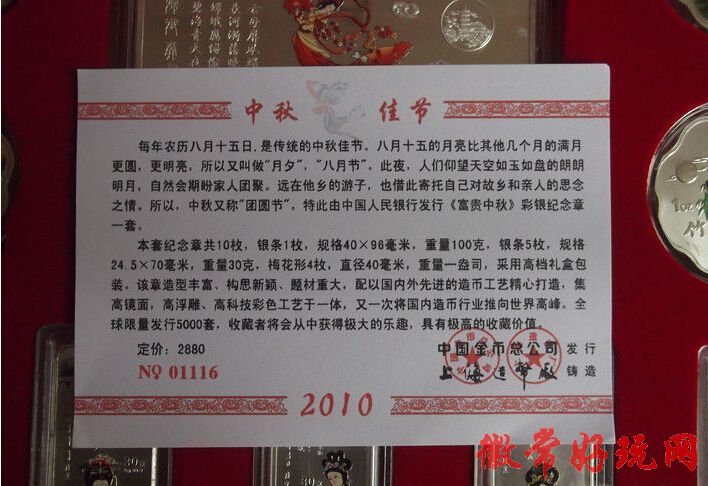 中秋 佳节
每年农历八月十五日,是传统的中秋佳节。八月十五的月亮比其他几个月的满月
更圆,更明亮,所以又叫做"月夕","八月节"。此夜,人们仰望天空如玉如盘的朗朗
明月,自然会期盼家人团聚。远在他乡的游子,也借此寄托自己对故乡和亲人的思念
之情。所以,中秋又称"团圆节"。特此由中国人民银行发行《富贵中秋》彩银纪念章
一套。
本套纪念章共10枚,银条1枚,规格40×96毫米,重量100克,银条5枚,规格
24.5×70毫米,重量30克,梅花形4枚,直径40毫米,重量一盎司,采用高档礼盒包
装。该章造型丰富、构思新颖、题材重大,配以国内外先进的造币工艺精心打造,集
高镜面,高浮雕、高科技彩色工艺于一体,又一次将国内造币行业推向世界高峰。全
球限量发行5000套,收藏者将会从中获得极大的乐趣,具有极高的收藏价值。
定价:2880
中国金币总公司 发行
NO 01116
上海造幣厰 铸造
2010
1oz
竹
30g
30g
徽常好玩网